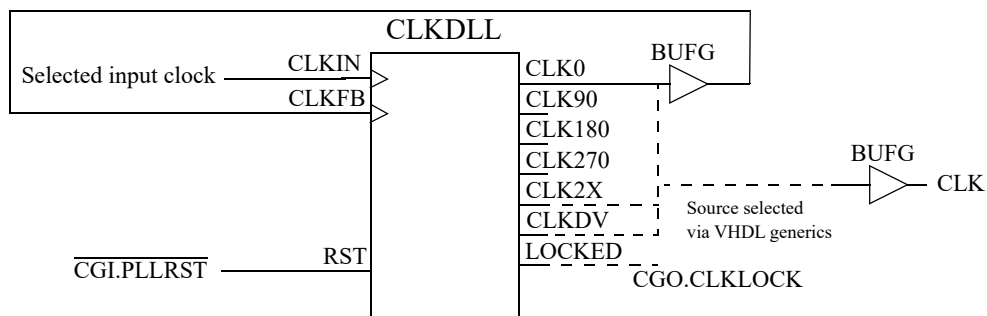 CLKDLL
BUFG
Selected input clock
CLKIN
CLKFB
CLK0
CLK90
CLK180
CLK270
CLK2X
CLKDV
LOCKED
BUFG
CLK
Source selected
via VHDL generics
CGI.PLLRST
RST
CGO.CLKLOCK